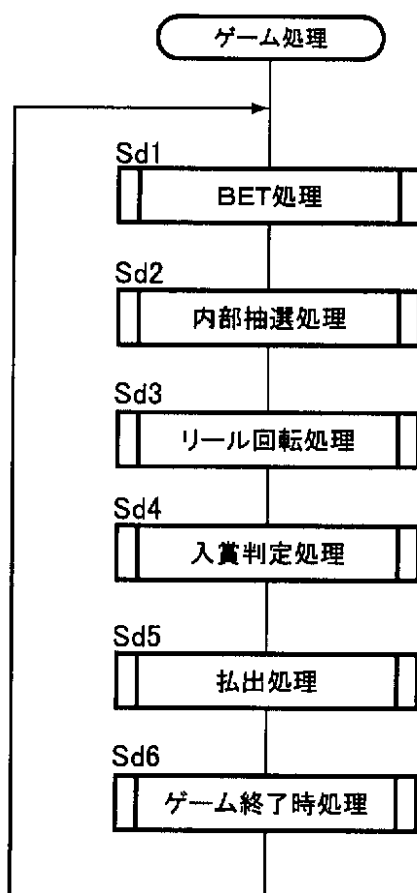 ゲーム処理
Sd1
BET処理
Sd2
内部抽選処理
Sd3
リール回転処理
Sd4
入賞判定処理
Sd5
払出処理
Sd6
ゲーム終了時処理